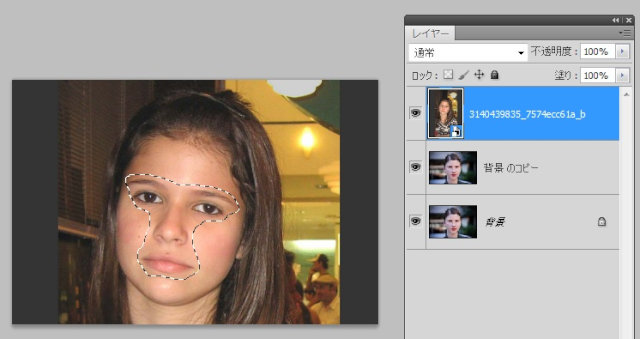 レイヤー
通常
不透明度: 100%
ロック:
塗り: 100%
3140439835_7574ecc61a_b
背景 のコピー
背景